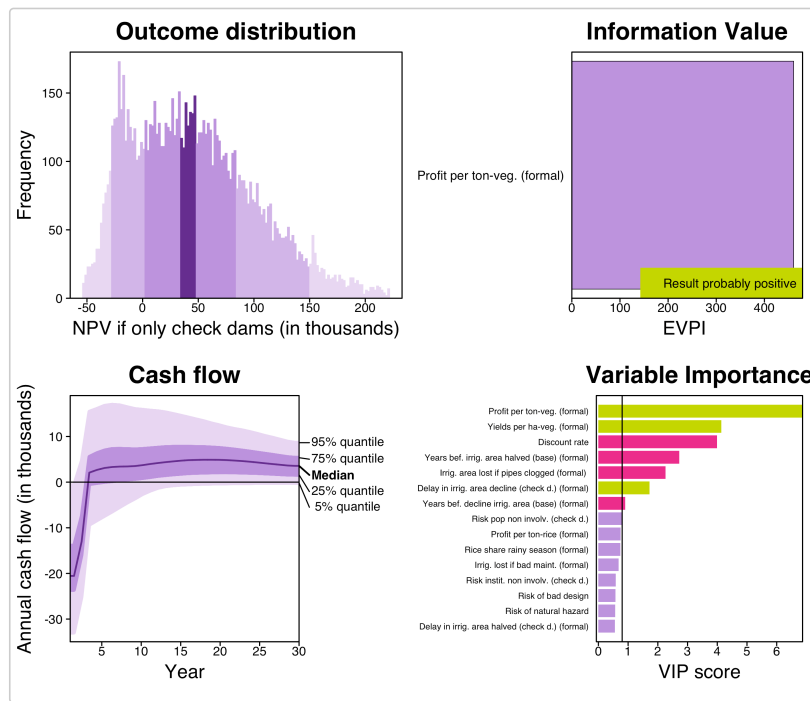 Outcome distribution
Frequency
150
100
50
0
-50 0 50 100 150 200
NPV if only check dams (in thousands)
Information Value
Profit per ton-veg. (formal)
Result probably positive
0 100 200 300 400
EVPI
Cash flow
Annual cash flow (in thousands)
10
0
-10
-20
-30
95% quantile
75% quantile
Median
25% quantile
5% quantile
5 10 15 20 25 30
Year
Variable Importance
Profit per ton-veg. (formal)
Yields per ha-veg. (formal)
Discount rate
Years bef. irrig. area halved (base) (formal)
Irrig. area lost if pipes clogged (formal)
Delay in irrig. area decline (check d.) (formal)
Years bef. decline irrig. area (base) (formal)
Risk pop non involv. (check d.)
Profit per ton-rice (formal)
Rice share rainy season (formal)
Irrig. lost if bad maint. (formal)
Risk instit. non involv. (check d.)
Risk of bad design
Risk of natural hazard
Delay in irrig. area halved (check d.) (formal)
0 1 2 3 4 5 6
VIP score